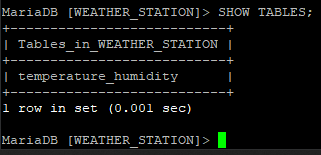 MariaDB [WEATHER_STATION]> SHOW TABLES;
+---------------------------+
| Tables_in_WEATHER_STATION |
+---------------------------+
| temperature_humidity      |
+---------------------------+
1 row in set (0.001 sec)
MariaDB [WEATHER_STATION]>